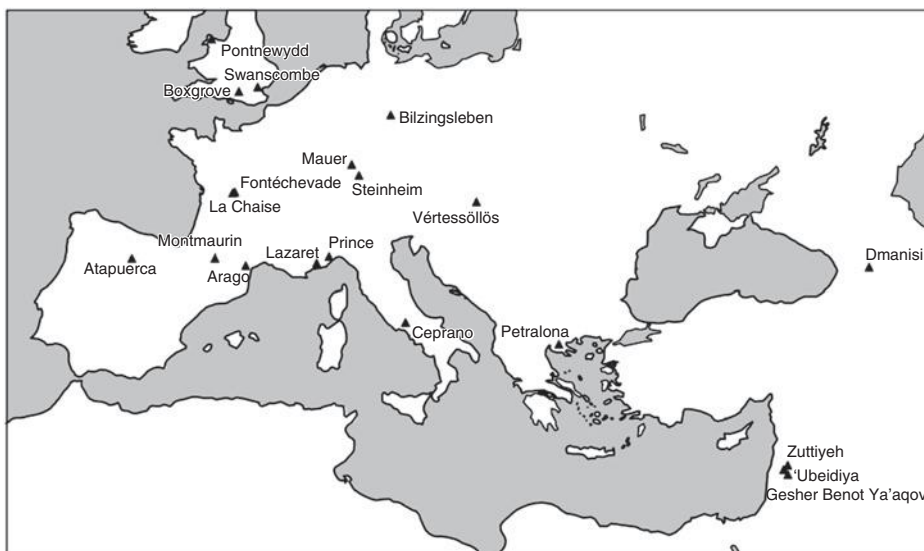 Pontnewydd
Swanscombe
Boxgrove
Bilzingsleben
Mauer
Fontéchevade
Steinheim
La Chaise
Vértessöllös
Montmaurin
Lazaret
Prince
Dmanisi
Atapuerca
Arago
Ceprano
Petralona
Zuttiyeh
‘Ubeidiya
Gesher Benot Ya’aqov